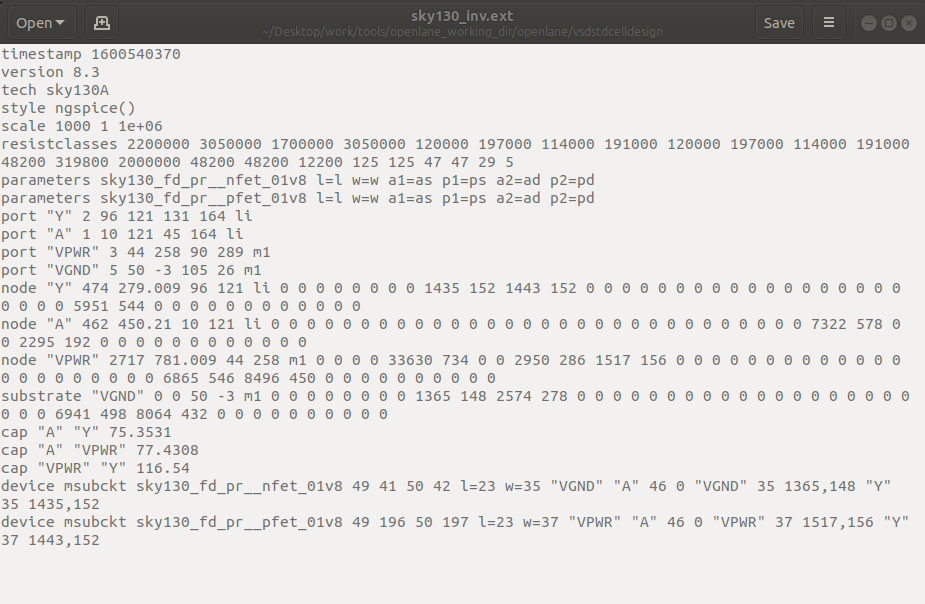 Open
sky130_inv.ext
~/Desktop/work/tools/openlane_working_dir/openlane/vsdstdcelldesign
Save
timestamp 1600540370
version 8.3
tech sky130A
style ngspice()
scale 1000 1 1e+06
resistclasses 2200000 3050000 1700000 3050000 120000 197000 114000 191000 120000 197000 114000 191000
48200 319800 2000000 48200 48200 12200 125 125 47 47 29 5
parameters sky130_fd_pr__nfet_01v8 l=l w=w a1=as p1=ps a2=ad p2=pd
parameters sky130_fd_pr__pfet_01v8 l=l w=w a1=as p1=ps a2=ad p2=pd
port "Y" 2 96 121 131 164 li
port "A" 1 10 121 45 164 li
port "VPWR" 3 44 258 90 289 m1
port "VGND" 5 50 -3 105 26 m1
node "Y" 474 279.009 96 121 li 0 0 0 0 0 0 0 0 1435 152 1443 152 0 0 0 0 0 0 0 0 0 0 0 0 0 0 0 0 0 0
0 0 0 0 5951 544 0 0 0 0 0 0 0 0 0 0 0 0
node "A" 462 450.21 10 121 li 0 0 0 0 0 0 0 0 0 0 0 0 0 0 0 0 0 0 0 0 0 0 0 0 0 0 0 0 0 0 7322 578 0
0 2295 192 0 0 0 0 0 0 0 0 0 0 0 0
node "VPWR" 2717 781.009 44 258 m1 0 0 0 0 33630 734 0 0 2950 286 1517 156 0 0 0 0 0 0 0 0 0 0 0 0 0
0 0 0 0 0 0 0 0 0 6865 546 8496 450 0 0 0 0 0 0 0 0 0 0
substrate "VGND" 0 0 50 -3 m1 0 0 0 0 0 0 0 0 1365 148 2574 278 0 0 0 0 0 0 0 0 0 0 0 0 0 0 0 0 0 0 0
0 0 0 6941 498 8064 432 0 0 0 0 0 0 0 0 0 0
cap "A" "Y" 75.3531
cap "A" "VPWR" 77.4308
cap "VPWR" "Y" 116.54
device msubckt sky130_fd_pr__nfet_01v8 49 41 50 42 l=23 w=35 "VGND" "A" 46 0 "VGND" 35 1365,148 "Y"
35 1435,152
device msubckt sky130_fd_pr__pfet_01v8 49 196 50 197 l=23 w=37 "VPWR" "A" 46 0 "VPWR" 37 1517,156 "Y"
37 1443,152